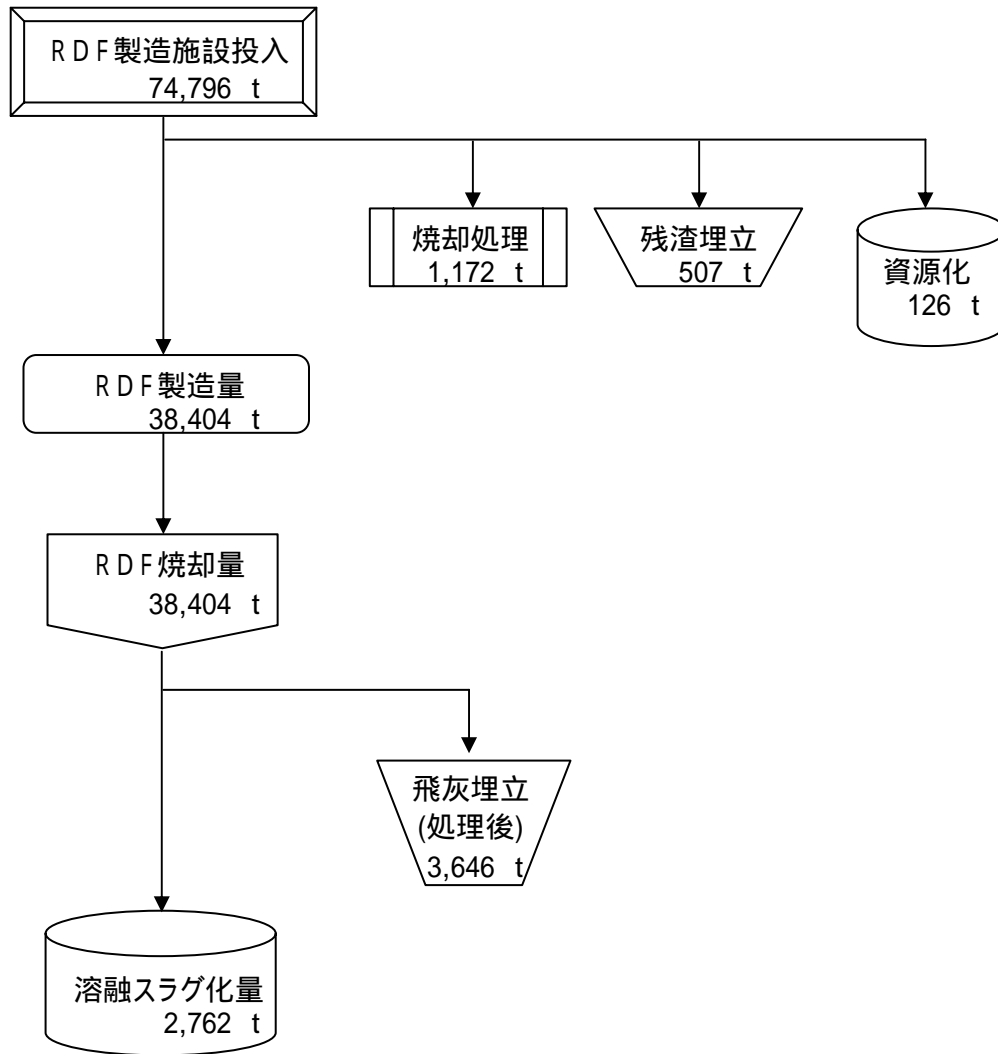 ＲＤＦ製造施設投入
74,796 t
焼却処理
1,172 t
残渣埋立
507 t
資源化
126 t
ＲＤＦ製造量
38,404 t
ＲＤＦ焼却量
38,404 t
飛灰埋立
(処理後)
3,646 t
溶融スラグ化量
2,762 t